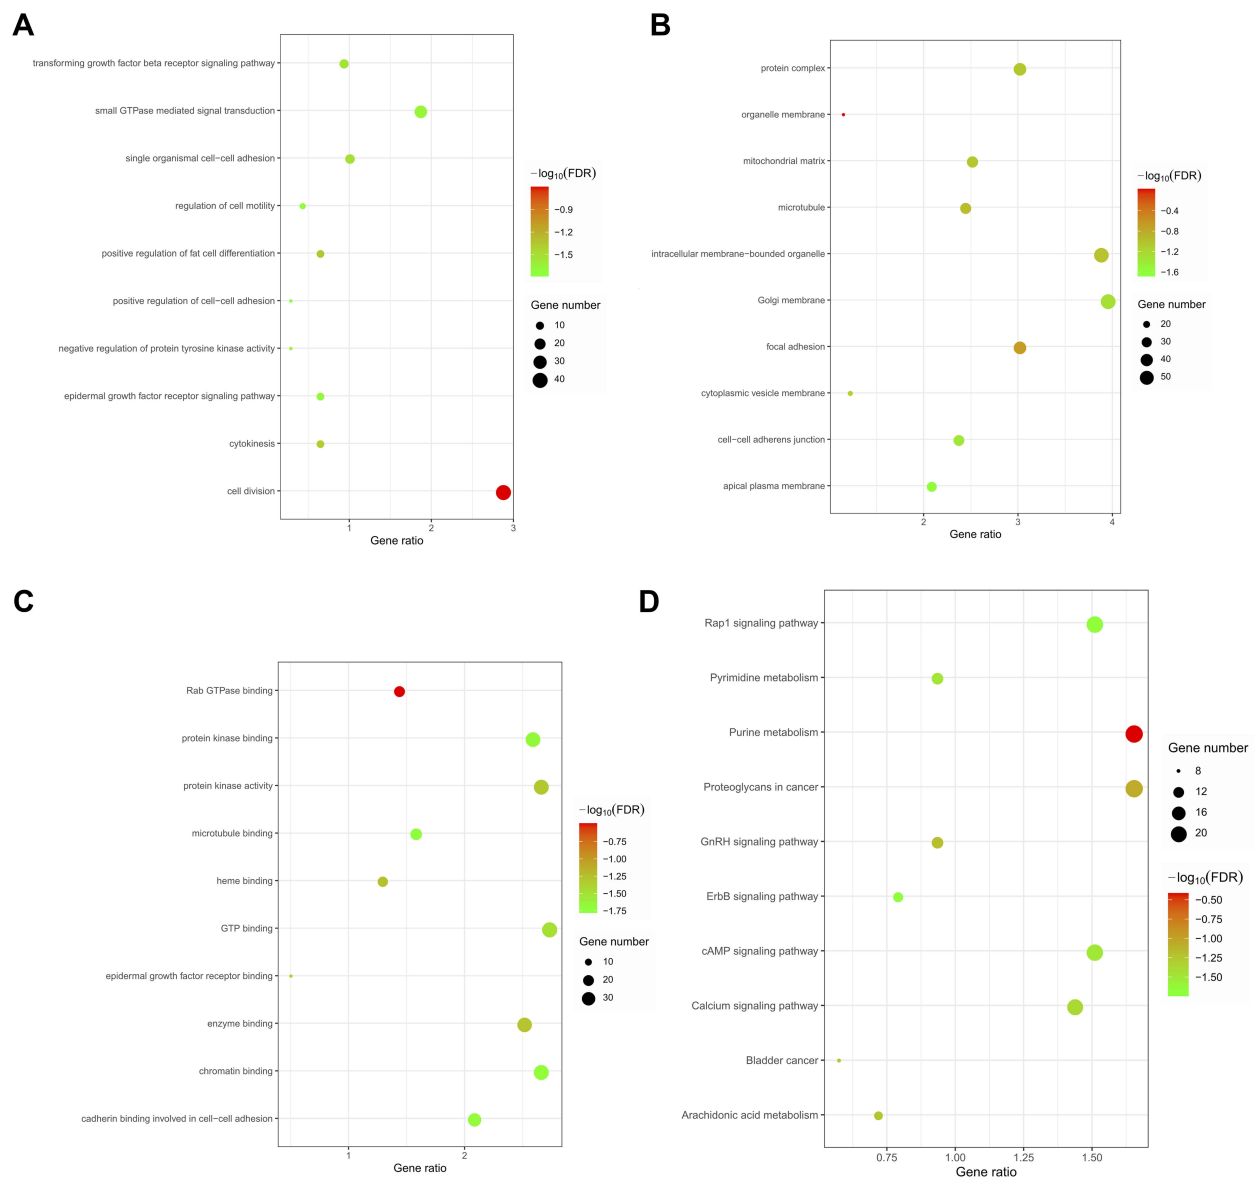 A
transforming growth factor beta receptor signaling pathway
small GTPase mediated signal transduction
single organismal cell−cell adhesion
regulation of cell motility
positive regulation of fat cell differentiation
positive regulation of cell−cell adhesion
negative regulation of protein tyrosine kinase activity
epidermal growth factor receptor signaling pathway
cytokinesis
cell division
1 2 3
Gene ratio
−log10(FDR)
−0.9
−1.2
−1.5
Gene number
10
20
30
40
B
protein complex
organelle membrane
mitochondrial matrix
microtubule
intracellular membrane−bounded organelle
Golgi membrane
focal adhesion
cytoplasmic vesicle membrane
cell−cell adherens junction
apical plasma membrane
2 3 4
Gene ratio
−log10(FDR)
−0.4
−0.8
−1.2
−1.6
Gene number
20
30
40
50
C
Rab GTPase binding
protein kinase binding
protein kinase activity
microtubule binding
heme binding
GTP binding
epidermal growth factor receptor binding
enzyme binding
chromatin binding
cadherin binding involved in cell−cell adhesion
1 2
Gene ratio
−log10(FDR)
−0.75
−1.00
−1.25
−1.50
−1.75
Gene number
10
20
30
D
Rap1 signaling pathway
Pyrimidine metabolism
Purine metabolism
Proteoglycans in cancer
GnRH signaling pathway
ErbB signaling pathway
cAMP signaling pathway
Calcium signaling pathway
Bladder cancer
Arachidonic acid metabolism
0.75 1.00 1.25 1.50
Gene ratio
Gene number
8
12
16
20
−log10(FDR)
−0.50
−0.75
−1.00
−1.25
−1.50